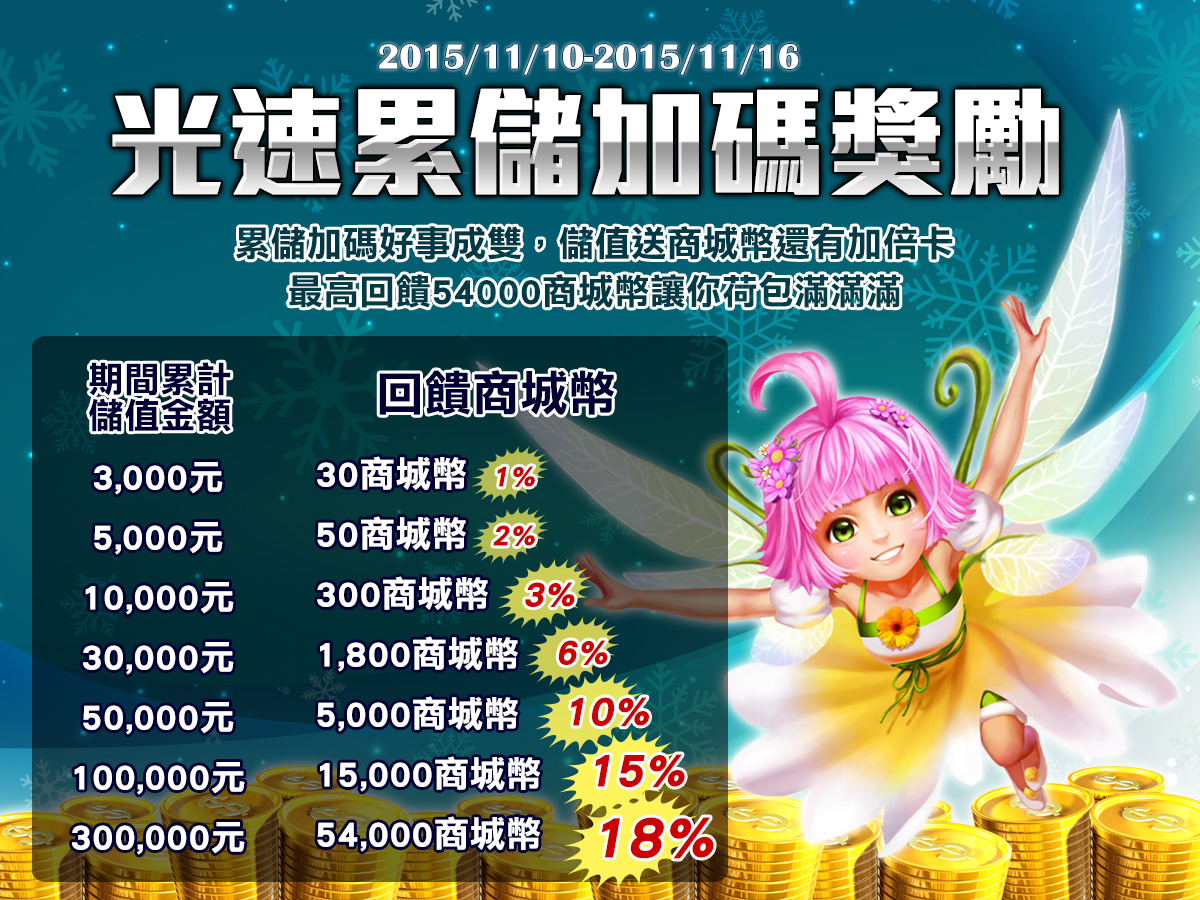 2015/11/10-2015/11/16
光速累儲加碼獎勵
累儲加碼好事成雙，儲值送商城幣還有加倍卡
最高回饋54000商城幣讓你荷包滿滿滿
期間累計
儲值金額
回饋商城幣
3,000元 30商城幣 1%
5,000元 50商城幣 2%
10,000元 300商城幣 3%
30,000元 1,800商城幣 6%
50,000元 5,000商城幣 10%
100,000元 15,000商城幣 15%
300,000元 54,000商城幣 18%